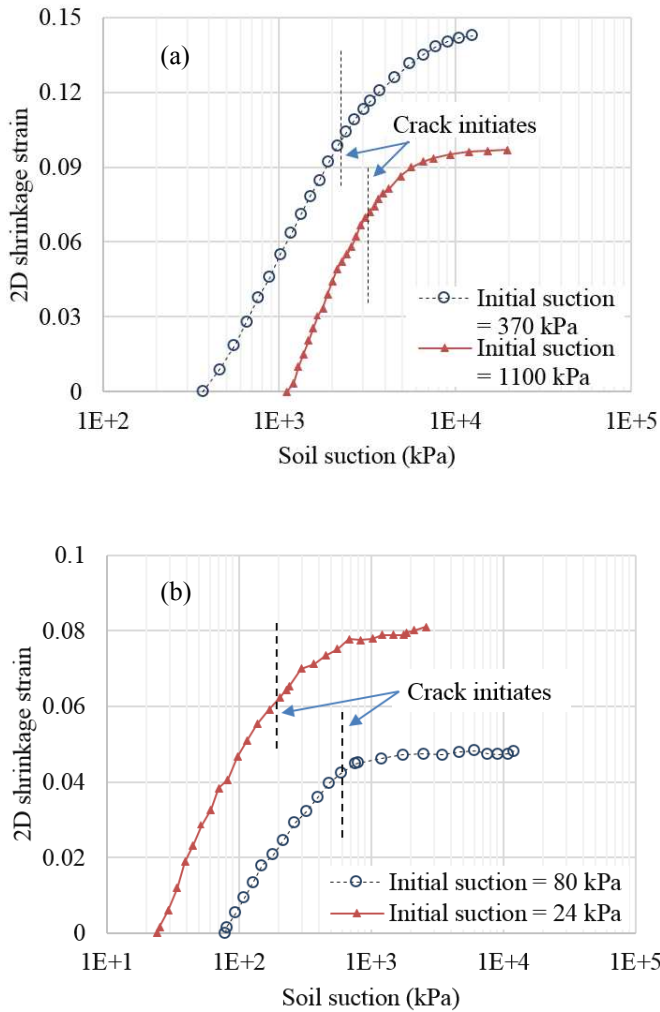 0.15
(a)
0.12
Crack initiates
0.09
2D shrinkage strain
0.06
Initial suction
= 370 kPa
0.03
Initial suction
= 1100 kPa
0
1E+2 1E+3 1E+4 1E+5
Soil suction (kPa)
0.1
(b)
0.08
Crack initiates
0.06
2D shrinkage strain
0.04
0.02
Initial suction = 80 kPa
Initial suction = 24 kPa
0
1E+1 1E+2 1E+3 1E+4 1E+5
Soil suction (kPa)